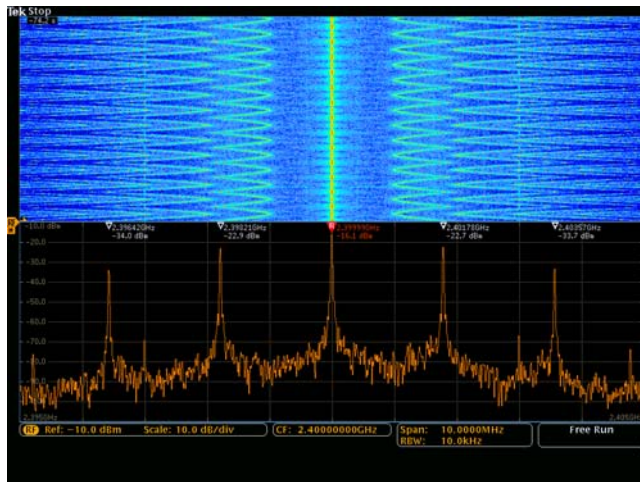 Tek Stop
-10.0 dBm
2.39642GHz 2.39821GHz 2.39999GHz 2.40178GHz 2.40357GHz
-34.0 dBm -22.9 dBm -16.1 dBm -22.7 dBm -33.7 dBm
-20.0
-30.0
-40.0
-50.0
-60.0
-70.0
-80.0
2.395GHz 2.405GHz
RF Ref: -10.0 dBm Scale: 10.0 dB/div CF: 2.40000000GHz Span: 10.0000MHz Free Run
RBW: 10.0kHz